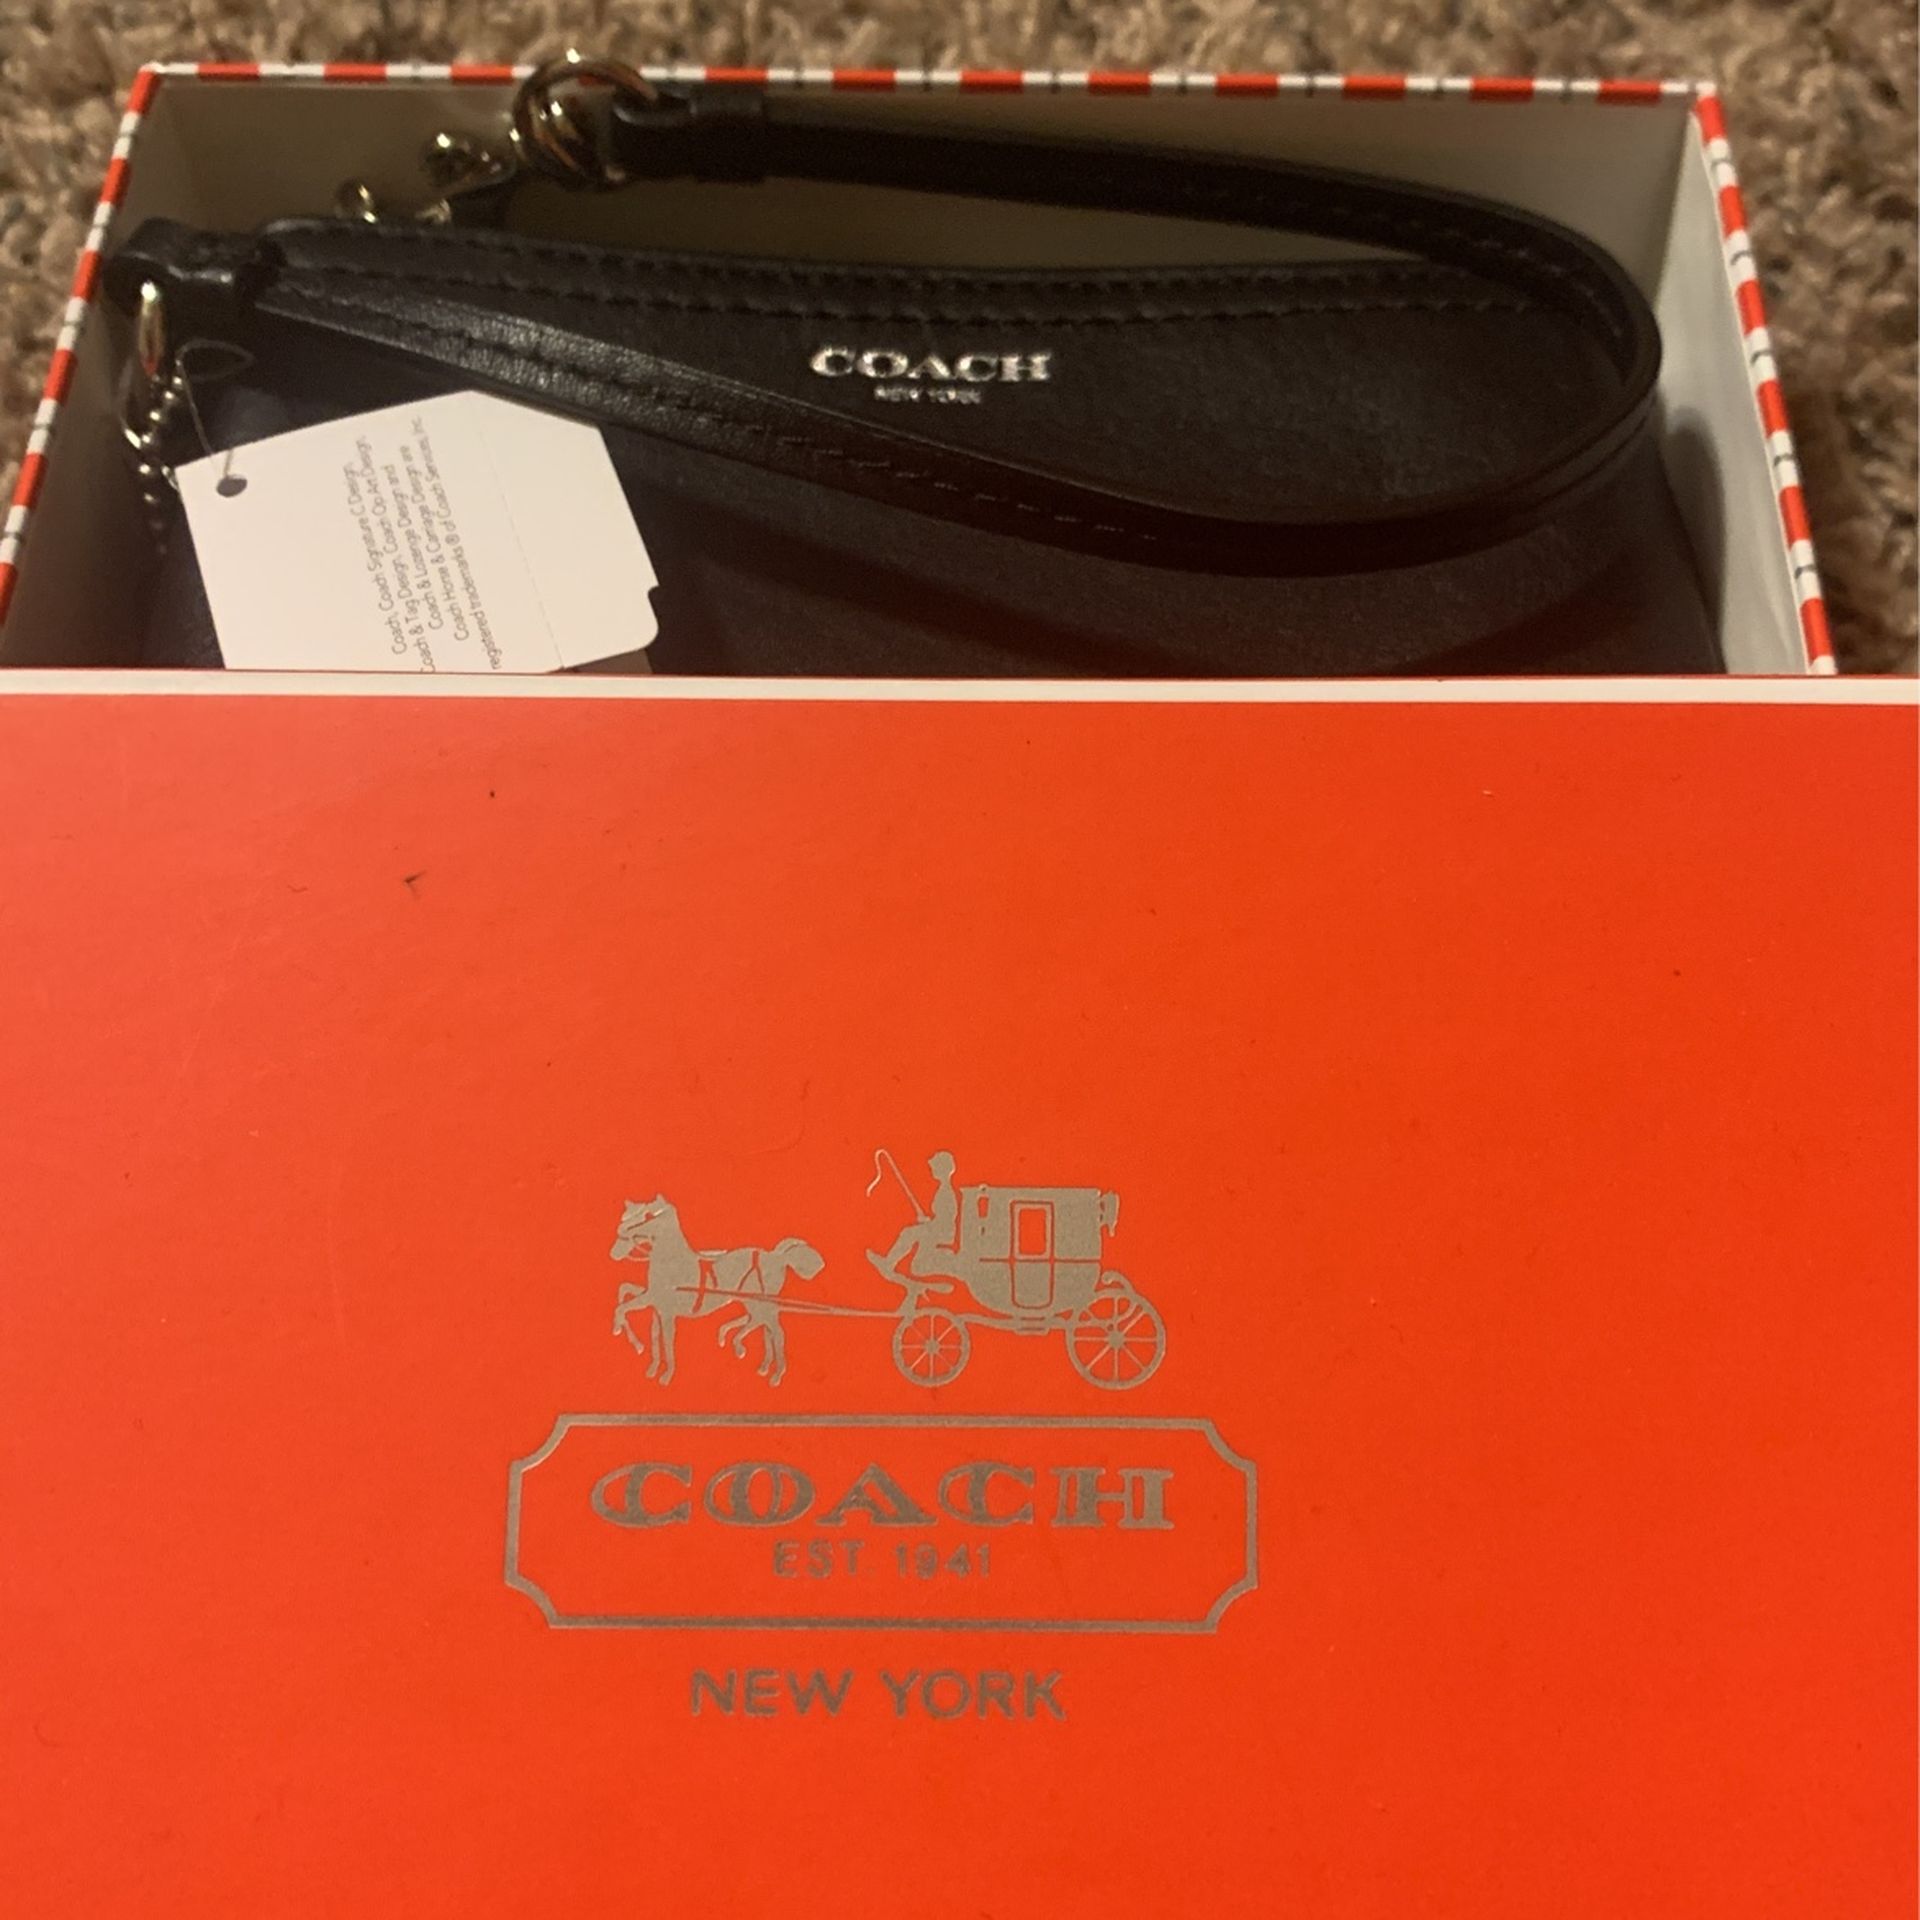 COACH
NEW YORK
Coach, Coach Signature C Design,
Coach & Tag Design, Coach Op Art Design,
Coach & Lozenge Design and
Coach Horse & Carriage Design are
registered trademarks ® of Coach Services, Inc.
COACH
EST. 1941
NEW YORK